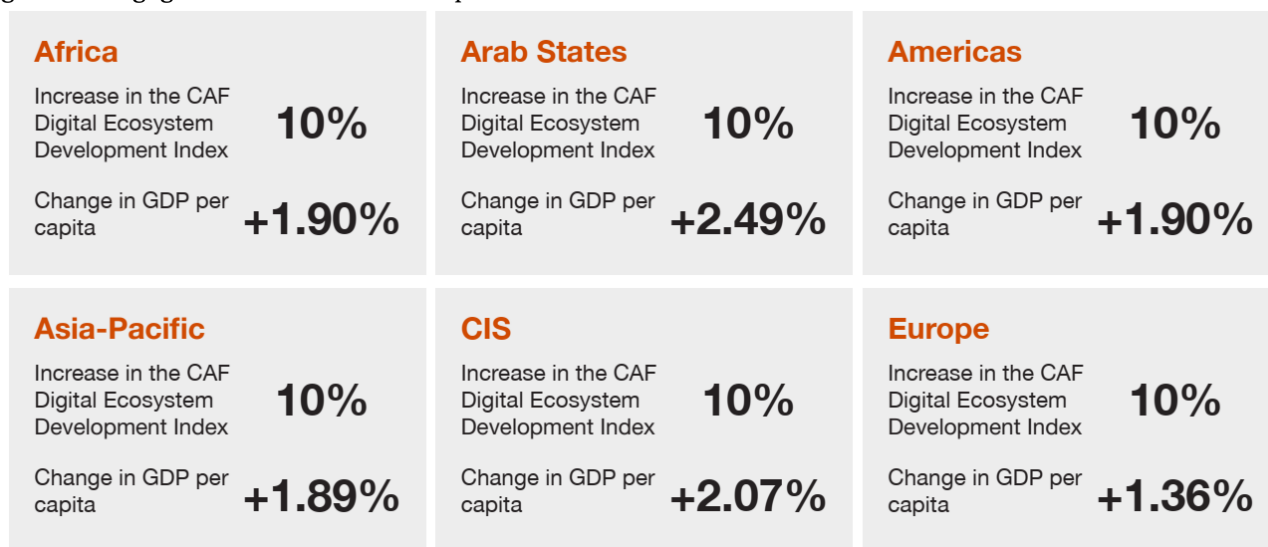 Africa
Increase in the CAF
Digital Ecosystem
Development Index
10%
Change in GDP per
capita
+1.90%
Arab States
Increase in the CAF
Digital Ecosystem
Development Index
10%
Change in GDP per
capita
+2.49%
Americas
Increase in the CAF
Digital Ecosystem
Development Index
10%
Change in GDP per
capita
+1.90%
Asia-Pacific
Increase in the CAF
Digital Ecosystem
Development Index
10%
Change in GDP per
capita
+1.89%
CIS
Increase in the CAF
Digital Ecosystem
Development Index
10%
Change in GDP per
capita
+2.07%
Europe
Increase in the CAF
Digital Ecosystem
Development Index
10%
Change in GDP per
capita
+1.36%